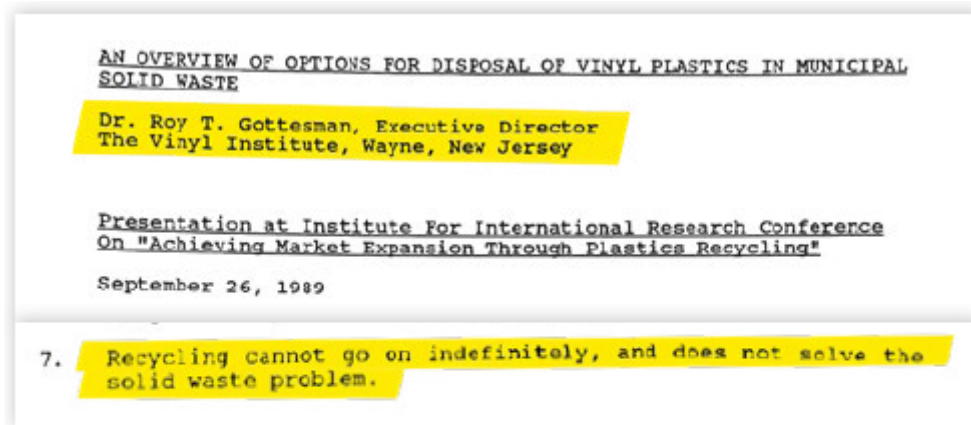 AN OVERVIEW OF OPTIONS FOR DISPOSAL OF VINYL PLASTICS IN MUNICIPAL
SOLID WASTE
Dr. Roy T. Gottesman, Executive Director
The Vinyl Institute, Wayne, New Jersey
Presentation at Institute For International Research Conference
On "Achieving Market Expansion Through Plastics Recycling"
September 26, 1989
7. Recycling cannot go on indefinitely, and does not solve the
solid waste problem.